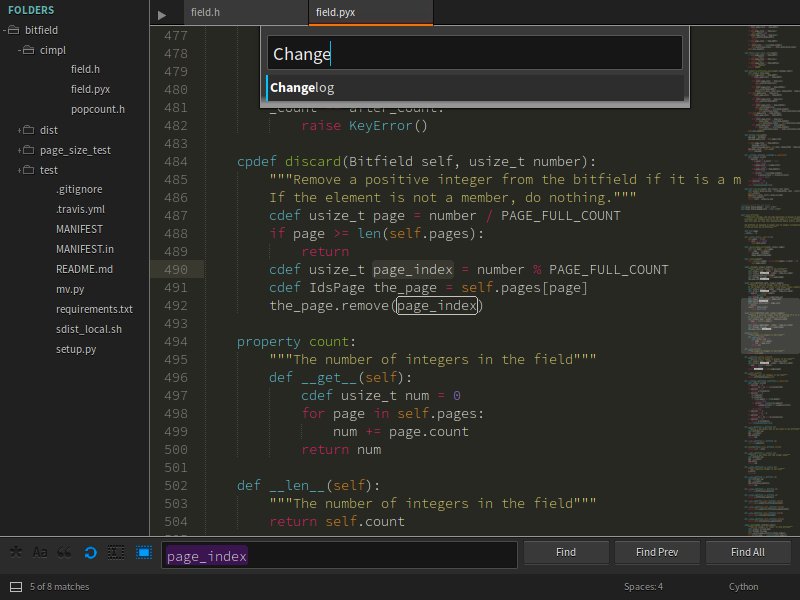 FOLDERS
bitfield
cimpl
field.h
field.pyx
popcount.h
dist
page_size_test
test
.gitignore
.travis.yml
MANIFEST
MANIFEST.in
README.md
mv.py
requirements.txt
sdist_local.sh
setup.py
field.h
field.pyx
Change
Changelog
477
478
479
480
481
482 raise KeyError()
483
484 cpdef discard(Bitfield self, usize_t number):
485 """Remove a positive integer from the bitfield if it is a m
486 If the element is not a member, do nothing."""
487 cdef usize_t page = number / PAGE_FULL_COUNT
488 if page >= len(self.pages):
489 return
490 cdef usize_t page_index = number % PAGE_FULL_COUNT
491 cdef IdsPage the_page = self.pages[page]
492 the_page.remove(page_index)
493
494 property count:
495 """The number of integers in the field"""
496 def __get__(self):
497 cdef usize_t num = 0
498 for page in self.pages:
499 num += page.count
500 return num
501
502 def __len__(self):
503 """The number of integers in the field"""
504 return self.count
Aa
page_index
Find
Find Prev
Find All
5 of 8 matches
Spaces: 4
Cython